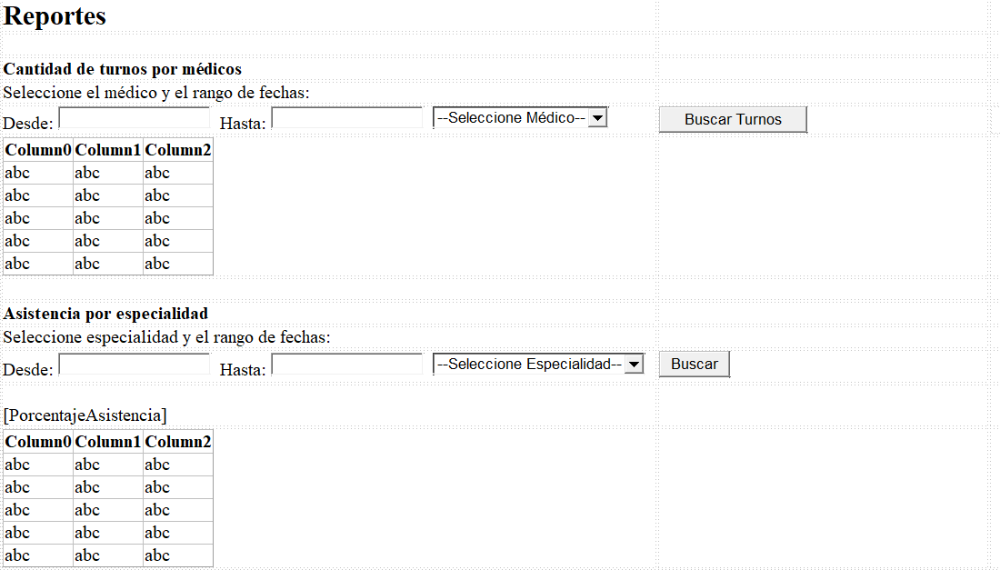 Reportes
Cantidad de turnos por médicos
Seleccione el médico y el rango de fechas:
Desde: Hasta: --Seleccione Médico-- Buscar Turnos
Column0 Column1 Column2
abc abc abc
abc abc abc
abc abc abc
abc abc abc
abc abc abc
Asistencia por especialidad
Seleccione especialidad y el rango de fechas:
Desde: Hasta: --Seleccione Especialidad-- Buscar
[PorcentajeAsistencia]
Column0 Column1 Column2
abc abc abc
abc abc abc
abc abc abc
abc abc abc
abc abc abc